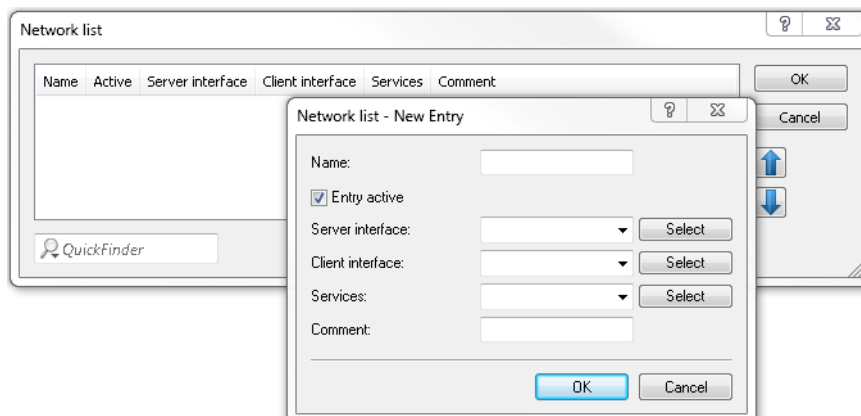 Network list
Name Active Server interface Client interface Services Comment
OK
Cancel
QuickFinder
Network list - New Entry
Name:
Entry active
Server interface: Select
Client interface: Select
Services: Select
Comment:
OK Cancel